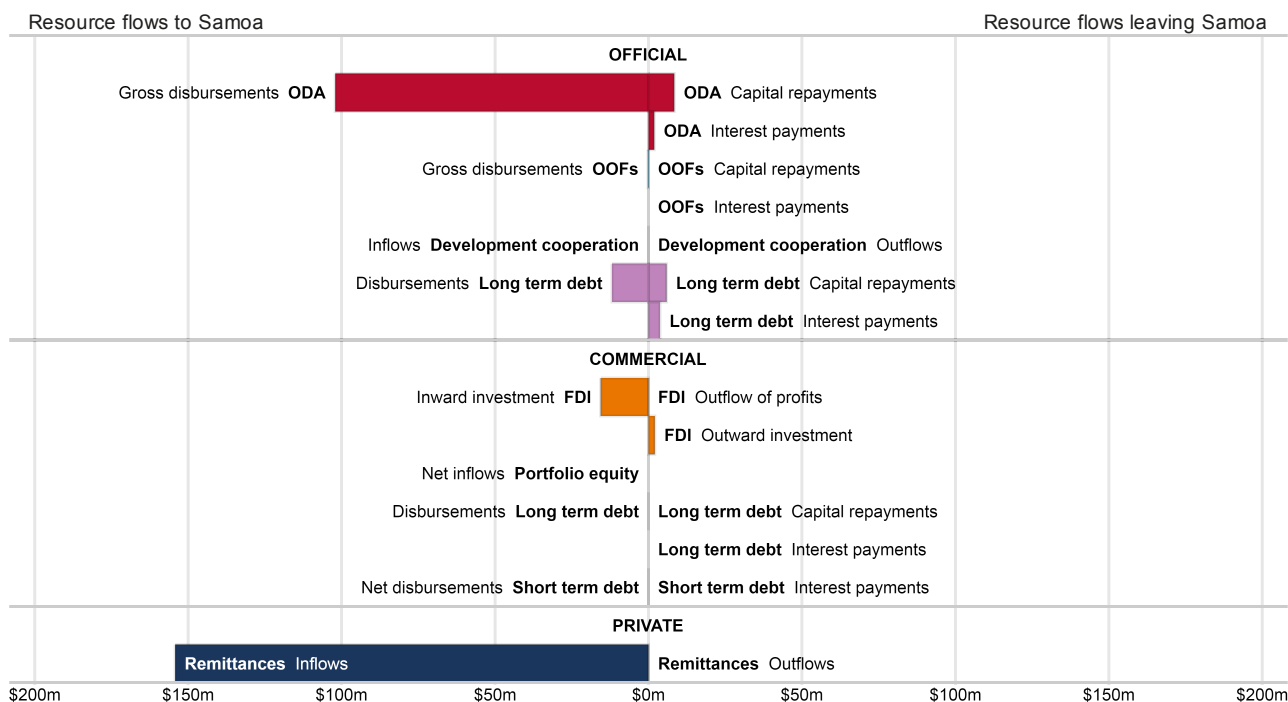 Resource flows to Samoa Resource flows leaving Samoa
OFFICIAL
Gross disbursements ODA ODA Capital repayments
ODA Interest payments
Gross disbursements OOFs OOFs Capital repayments
OOFs Interest payments
Inflows Development cooperation Development cooperation Outflows
Disbursements Long term debt Long term debt Capital repayments
Long term debt Interest payments
COMMERCIAL
Inward investment FDI FDI Outflow of profits
FDI Outward investment
Net inflows Portfolio equity
Disbursements Long term debt Long term debt Capital repayments
Long term debt Interest payments
Net disbursements Short term debt Short term debt Interest payments
PRIVATE
Remittances Inflows Remittances Outflows
$200m $150m $100m $50m $0m $50m $100m $150m $200m